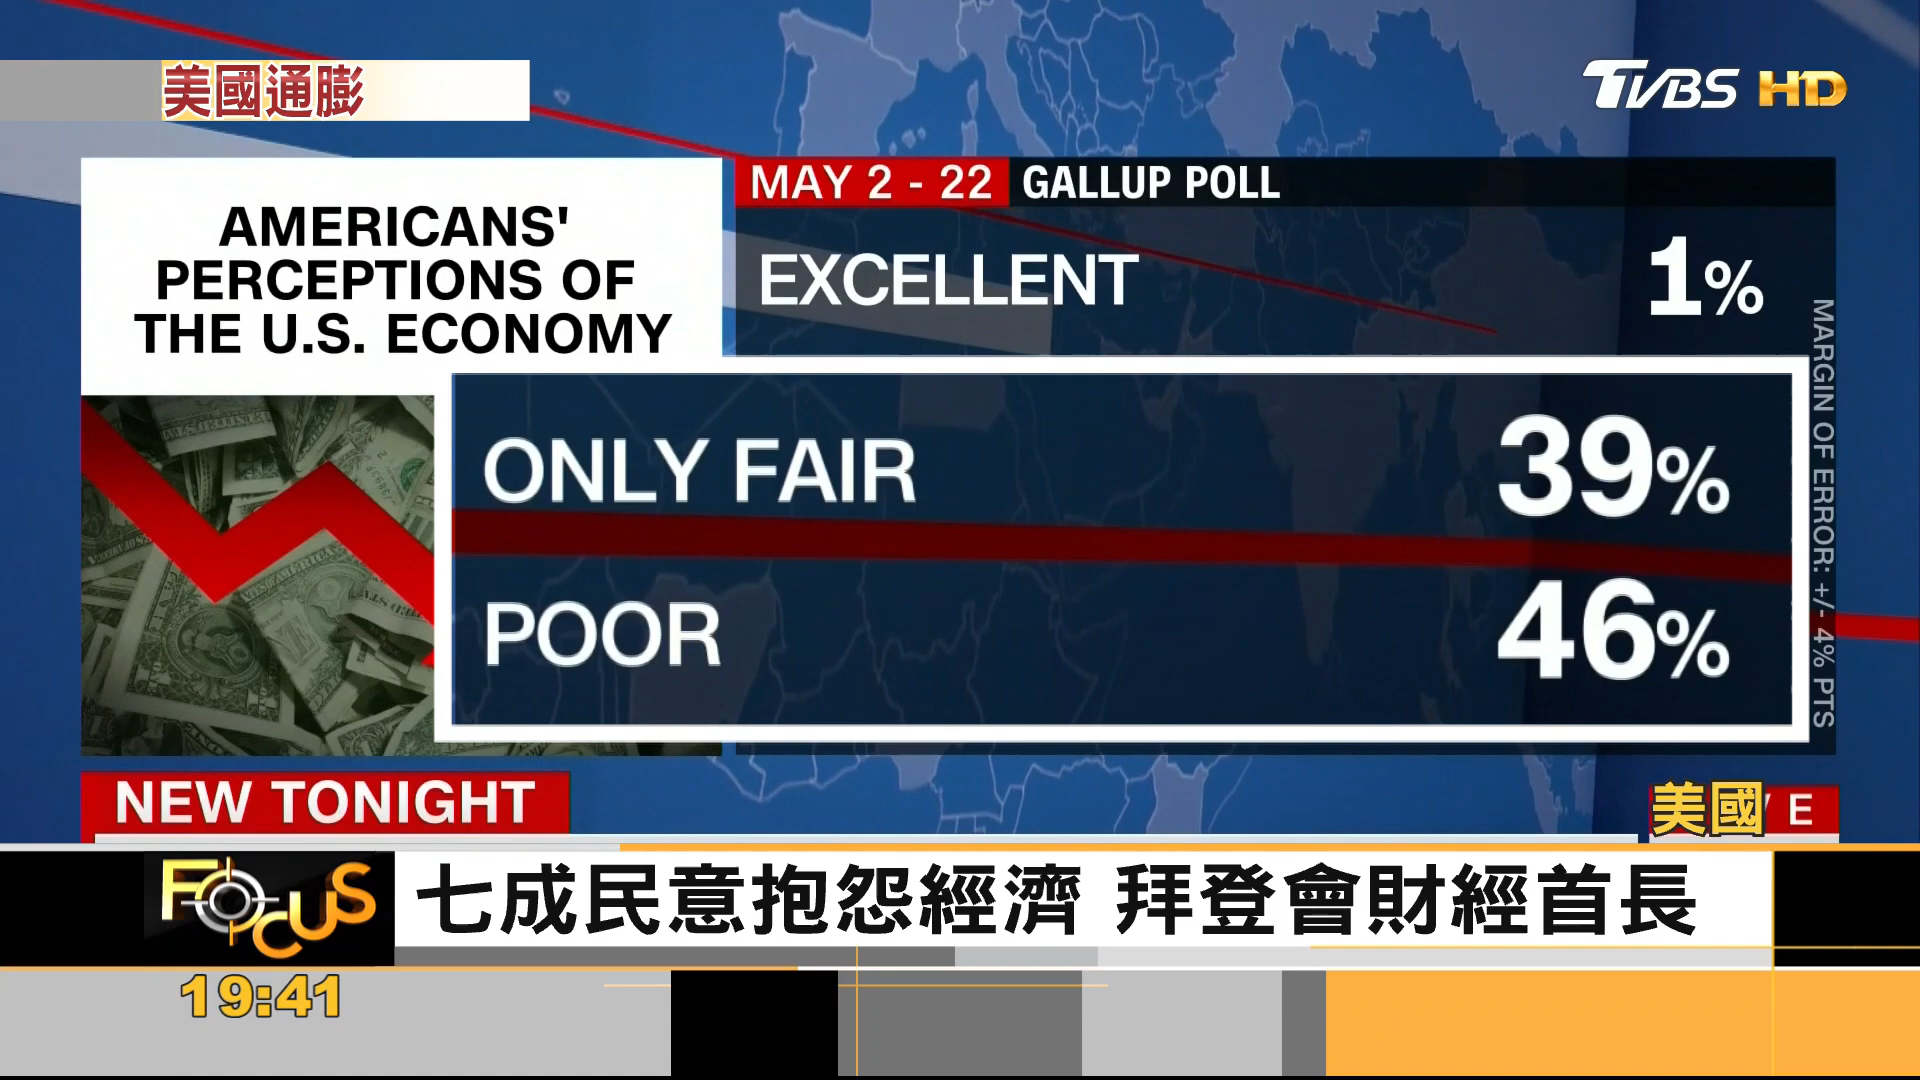 美國通膨
TVBS HD
AMERICANS'
PERCEPTIONS OF
THE U.S. ECONOMY
MAY 2 - 22 GALLUP POLL
EXCELLENT 1%
ONLY FAIR 39%
POOR 46%
MARGIN OF ERROR: +/- 4% PTS
NEW TONIGHT
美國
FOCUS
七成民意抱怨經濟 拜登會財經首長
19:41